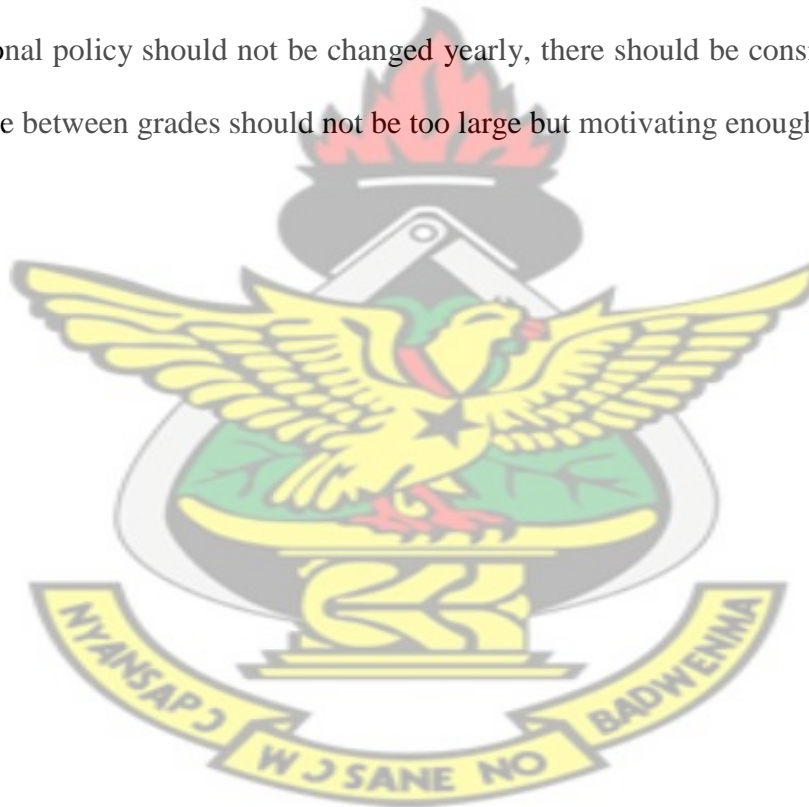 onal policy should not be changed yearly, there should be consi
e between grades should not be too large but motivating enough
NYANSAPƆ WƆSANE NO BADWENMA